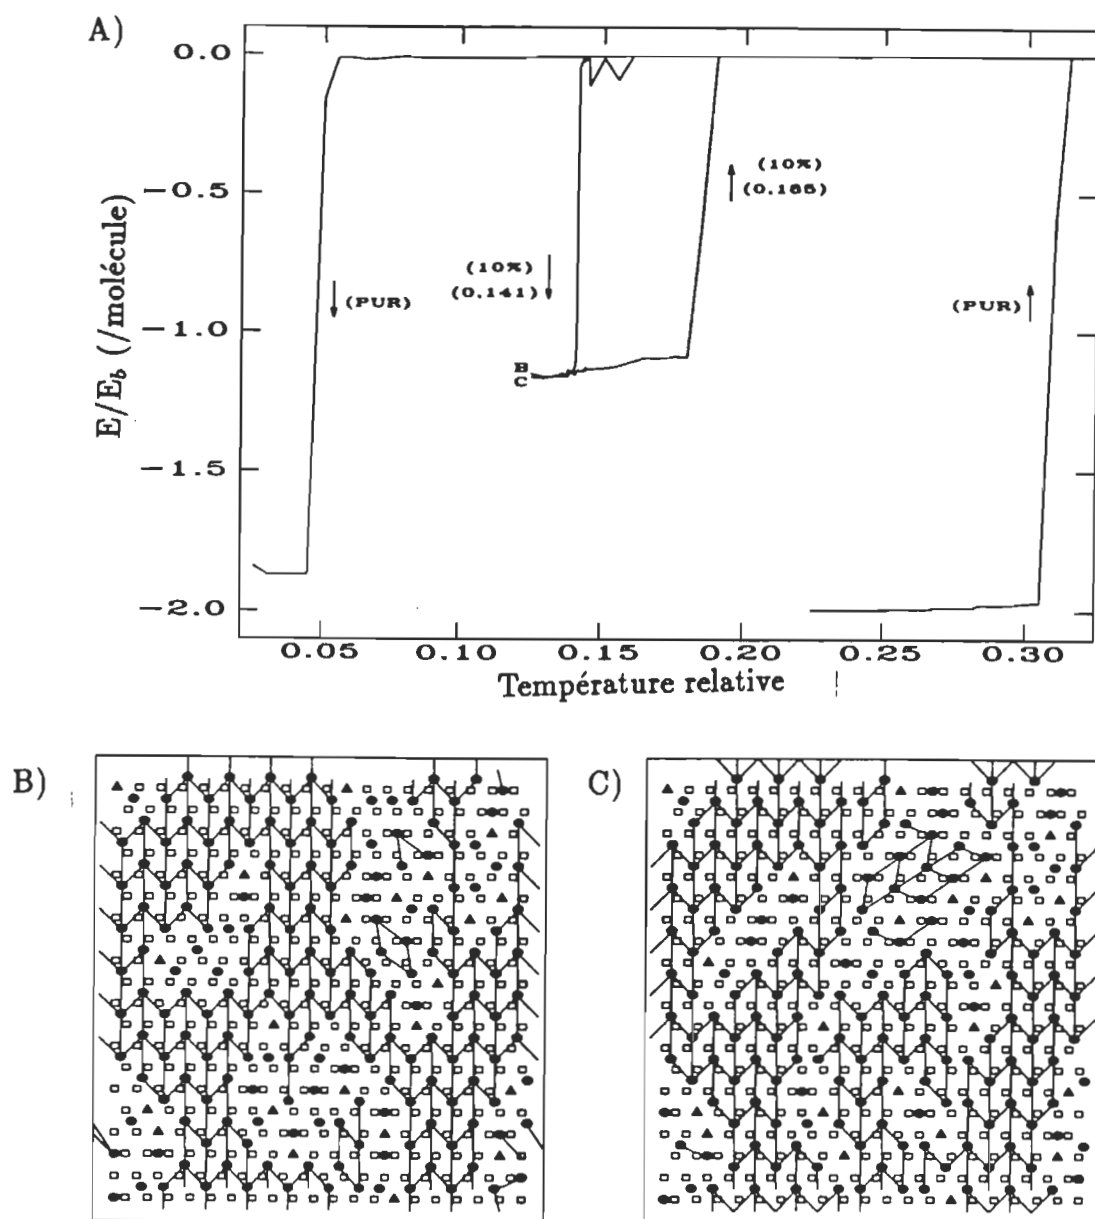 A)
0.0
−0.5
−1.0
−1.5
−2.0
E/E_b (/molécule)
(10%)
(0.185)
(10%)
(0.141)
(PUR)
(PUR)
B
C
0.05 0.10 0.15 0.20 0.25 0.30
Température relative
B)
C)